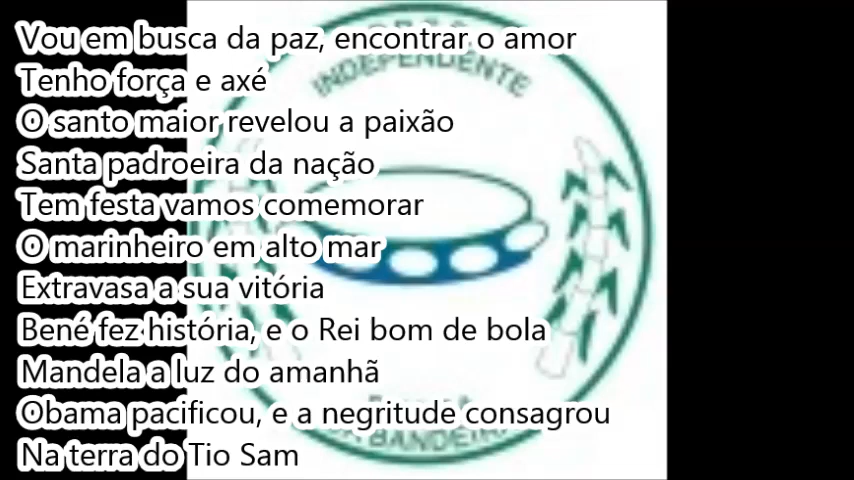 INDEPENDENTE
Vou em busca da paz, encontrar o amor
Tenho força e axé
O santo maior revelou a paixão
Santa padroeira da nação
Tem festa vamos comemorar
O marinheiro em alto mar
Extravasa a sua vitória
Bené fez história, e o Rei bom de bola
Mandela a luz do amanhã
Obama pacificou, e a negritude consagrou
Na terra do Tio Sam